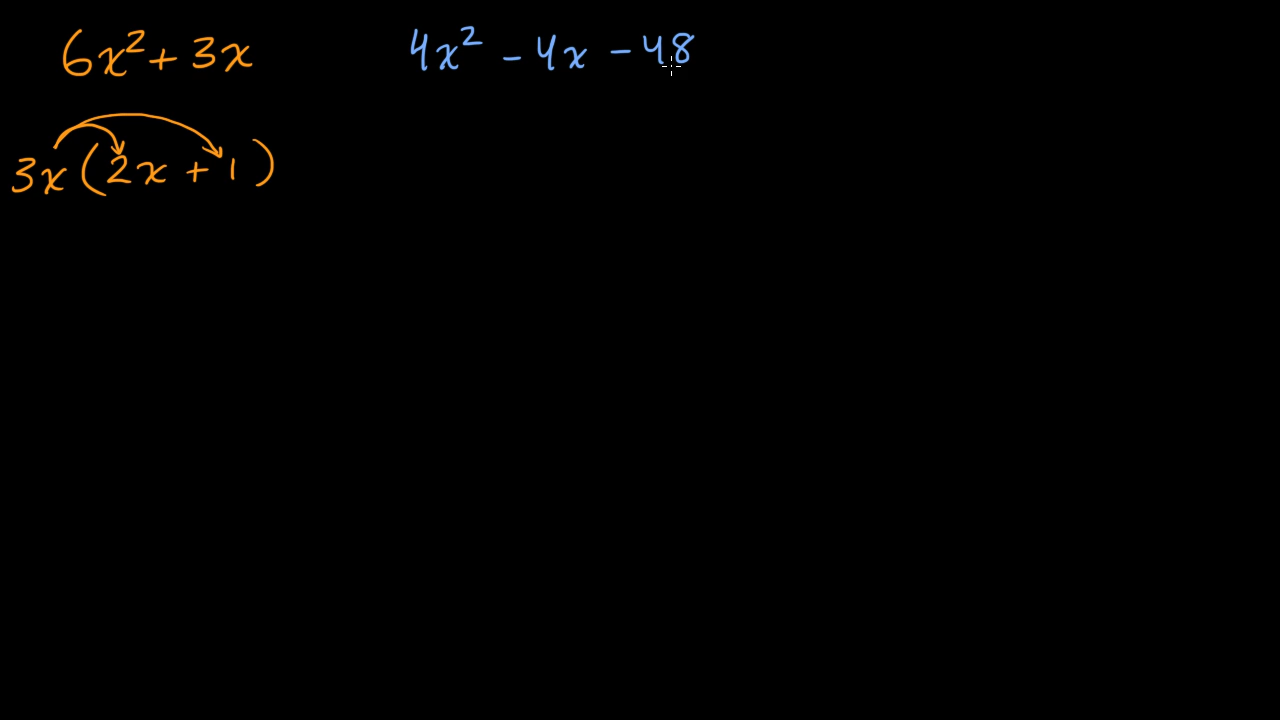 6x² + 3x
3x(2x + 1)
4x² - 4x - 48